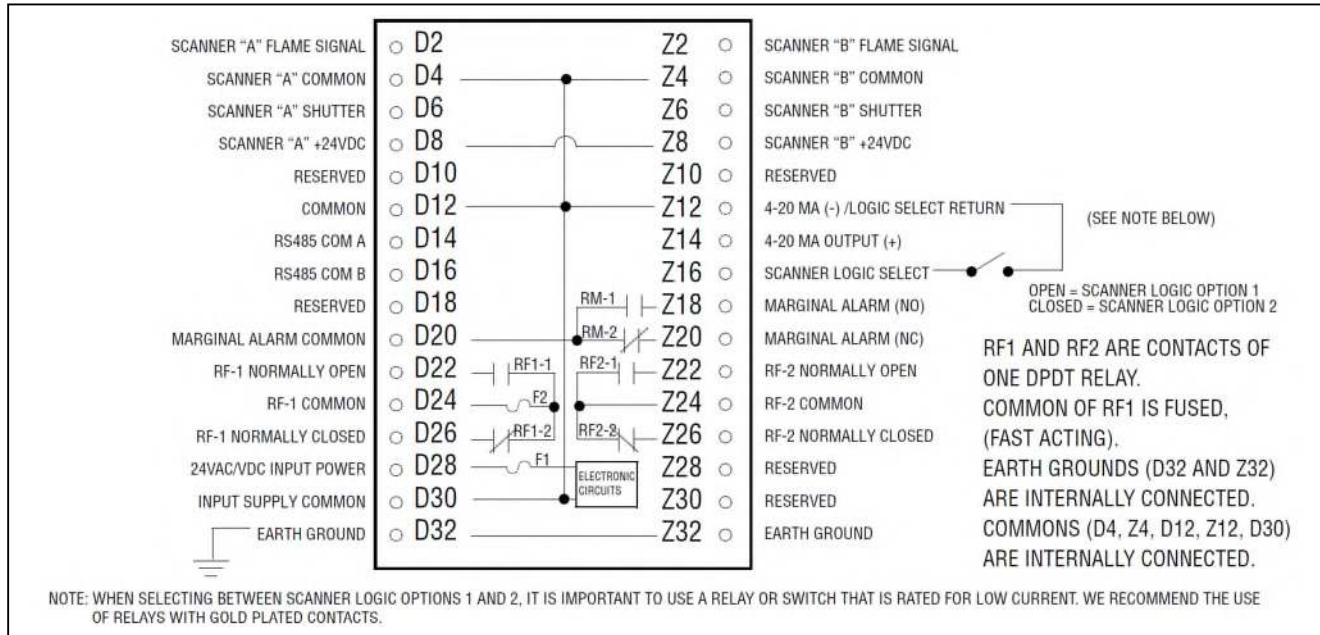 SCANNER "A" FLAME SIGNAL D2 Z2 SCANNER "B" FLAME SIGNAL
SCANNER "A" COMMON D4 Z4 SCANNER "B" COMMON
SCANNER "A" SHUTTER D6 Z6 SCANNER "B" SHUTTER
SCANNER "A" +24VDC D8 Z8 SCANNER "B" +24VDC
RESERVED D10 Z10 RESERVED
COMMON D12 Z12 4-20 MA (-) /LOGIC SELECT RETURN
(SEE NOTE BELOW)
RS485 COM A D14 Z14 4-20 MA OUTPUT (+)
RS485 COM B D16 Z16 SCANNER LOGIC SELECT
OPEN = SCANNER LOGIC OPTION 1
CLOSED = SCANNER LOGIC OPTION 2
RESERVED D18 RM-1 Z18 MARGINAL ALARM (NO)
MARGINAL ALARM COMMON D20 RM-2 Z20 MARGINAL ALARM (NC)
RF-1 NORMALLY OPEN D22 RF1-1 RF2-1 Z22 RF-2 NORMALLY OPEN
RF-1 COMMON D24 F2 Z24 RF-2 COMMON
RF-1 NORMALLY CLOSED D26 RF1-2 RF2-2 Z26 RF-2 NORMALLY CLOSED
24VAC/VDC INPUT POWER D28 F1 Z28 RESERVED
ELECTRONIC
CIRCUITS
INPUT SUPPLY COMMON D30 Z30 RESERVED
EARTH GROUND D32 Z32 EARTH GROUND
RF1 AND RF2 ARE CONTACTS OF
ONE DPDT RELAY.
COMMON OF RF1 IS FUSED,
(FAST ACTING).
EARTH GROUNDS (D32 AND Z32)
ARE INTERNALLY CONNECTED.
COMMONS (D4, Z4, D12, Z12, D30)
ARE INTERNALLY CONNECTED.
NOTE: WHEN SELECTING BETWEEN SCANNER LOGIC OPTIONS 1 AND 2, IT IS IMPORTANT TO USE A RELAY OR SWITCH THAT IS RATED FOR LOW CURRENT. WE RECOMMEND THE USE
OF RELAYS WITH GOLD PLATED CONTACTS.